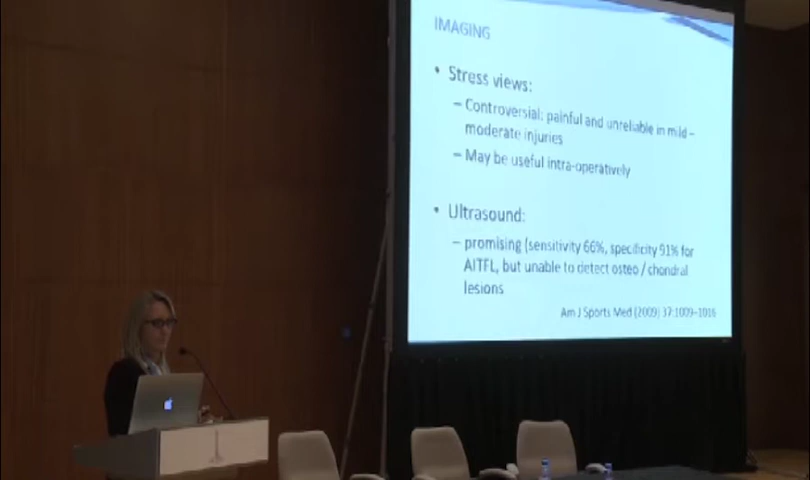 IMAGING
• Stress views:
– Controversial: painful and unreliable in mild –
moderate injuries
– May be useful intra-operatively
• Ultrasound:
– promising (sensitivity 66%, specificity 91% for
AITFL, but unable to detect osteo / chondral
lesions
Am J Sports Med (2009) 37:1009–1016